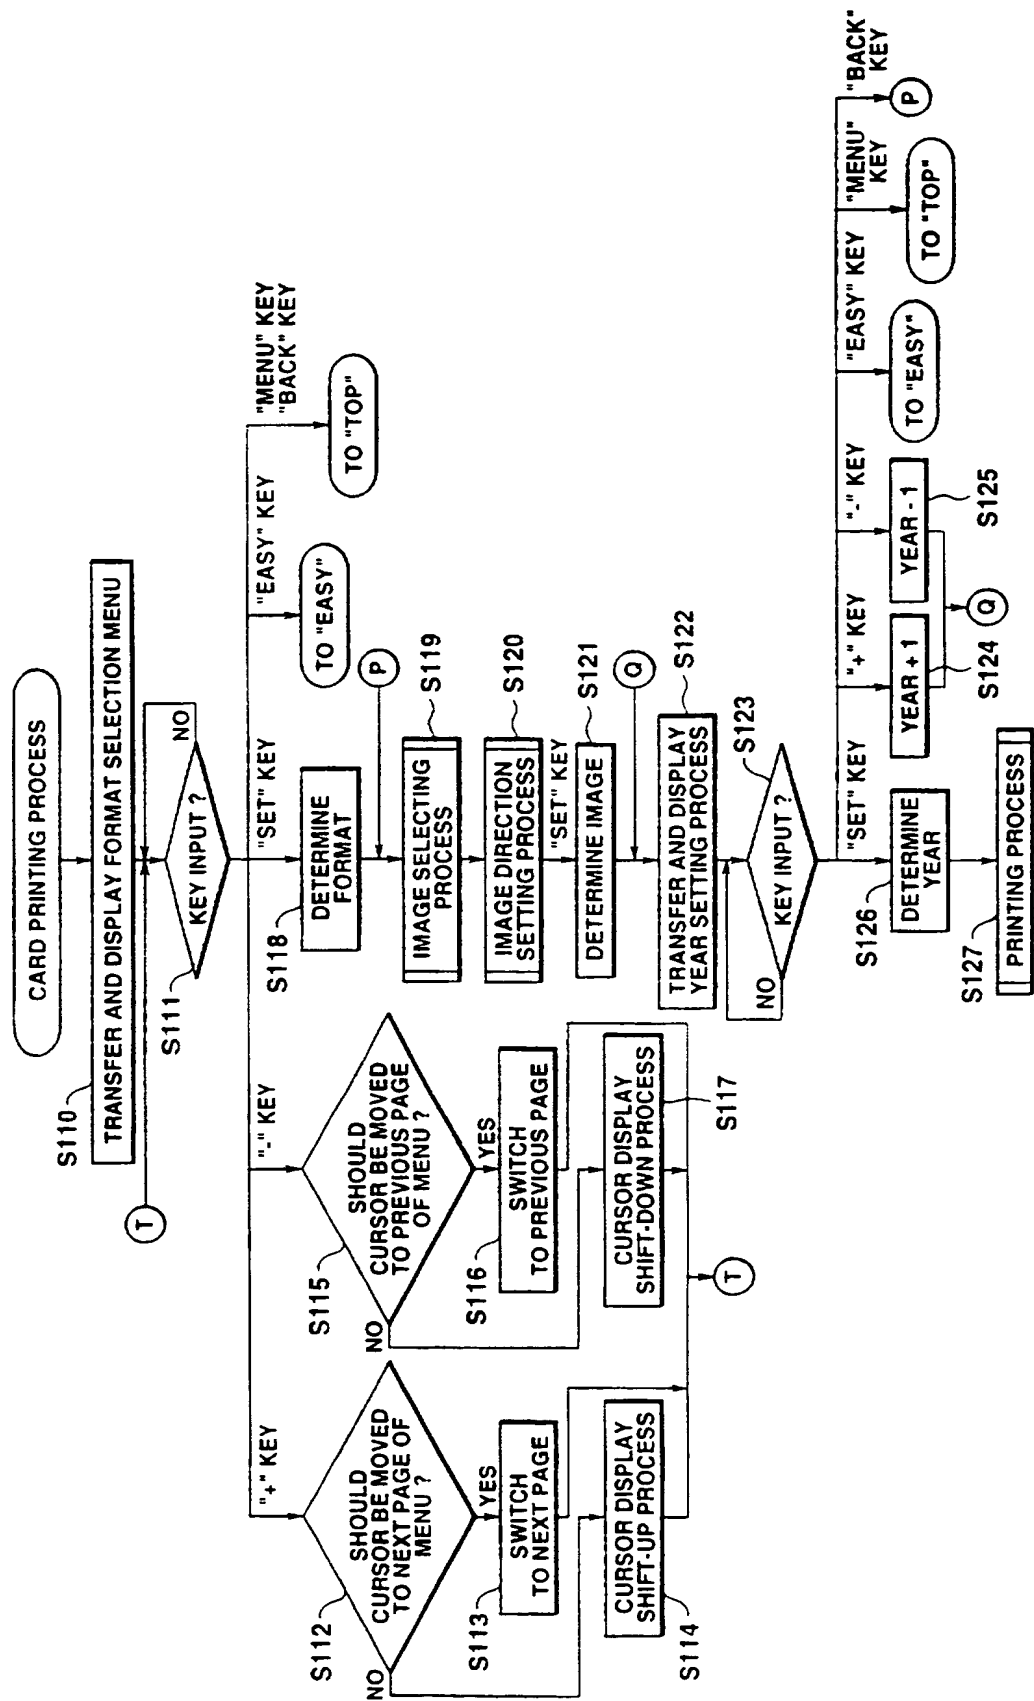 CARD PRINTING PROCESS
S110
TRANSFER AND DISPLAY FORMAT SELECTION MENU
T
S111
KEY INPUT ?
NO
"+" KEY
"-" KEY
"SET" KEY
"EASY" KEY
"MENU" KEY
"BACK" KEY
S112
SHOULD
CURSOR BE MOVED
TO NEXT PAGE OF
MENU ?
NO
YES
S113
SWITCH
TO NEXT PAGE
S114
CURSOR DISPLAY
SHIFT-UP PROCESS
S115
SHOULD
CURSOR BE MOVED
TO PREVIOUS PAGE
OF MENU ?
NO
YES
S116
SWITCH
TO PREVIOUS PAGE
S117
CURSOR DISPLAY
SHIFT-DOWN PROCESS
T
S118
DETERMINE
FORMAT
TO "EASY"
TO "TOP"
P
S119
IMAGE SELECTING
PROCESS
S120
IMAGE DIRECTION
SETTING PROCESS
"SET" KEY
S121
DETERMINE IMAGE
Q
S122
TRANSFER AND DISPLAY
YEAR SETTING PROCESS
S123
KEY INPUT ?
NO
"SET" KEY
"+" KEY
"-" KEY
"EASY" KEY
"MENU"
KEY
"BACK"
KEY
S126
DETERMINE
YEAR
YEAR + 1
S124
YEAR - 1
S125
TO "EASY"
TO "TOP"
P
Q
S127
PRINTING PROCESS